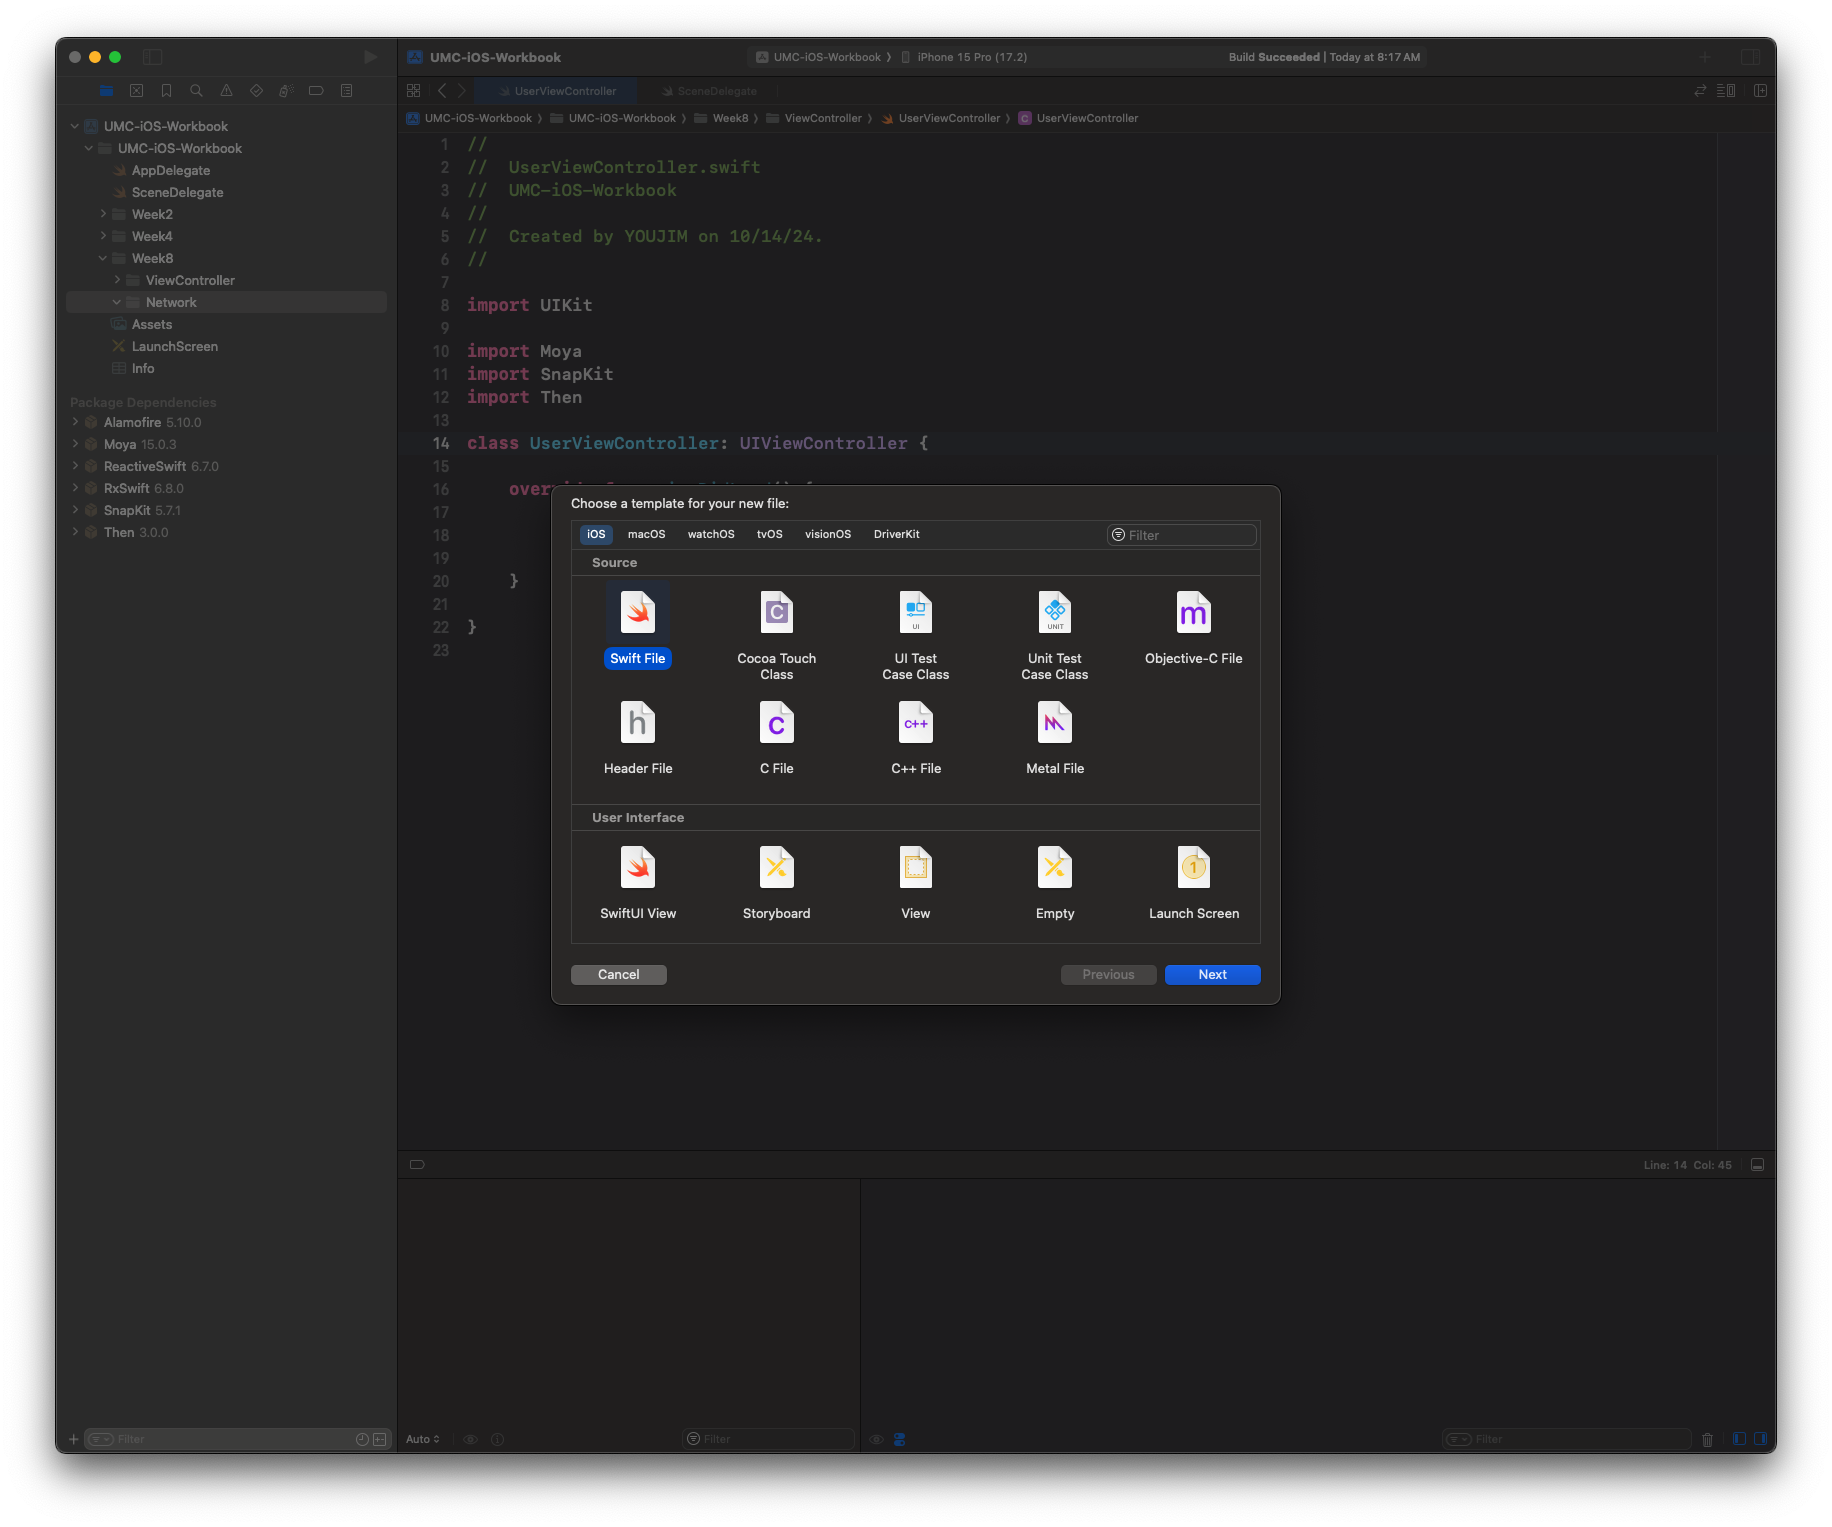 UMC-iOS-Workbook
UMC-iOS-Workbook
iPhone 15 Pro (17.2)
Build Succeeded | Today at 8:17 AM
UserViewController
SceneDelegate
UMC-iOS-Workbook
UMC-iOS-Workbook
Week8
ViewController
UserViewController
C
UserViewController
UMC-iOS-Workbook
UMC-iOS-Workbook
AppDelegate
SceneDelegate
Week2
Week4
Week8
ViewController
Network
Assets
LaunchScreen
Info
Package Dependencies
Alamofire 5.10.0
Moya 15.0.3
ReactiveSwift 6.7.0
RxSwift 6.8.0
SnapKit 5.7.1
Then 3.0.0
1 //
2 // UserViewController.swift
3 // UMC-iOS-Workbook
4 //
5 // Created by YOUJIM on 10/14/24.
6 //
7
8 import UIKit
9
10 import Moya
11 import SnapKit
12 import Then
13
14 class UserViewController: UIViewController {
15
16
17
18
19
20 }
21
22 }
23
Choose a template for your new file:
iOS macOS watchOS tvOS visionOS DriverKit
Filter
Source
C
UI
UNIT
m
Swift File
Cocoa Touch
Class
UI Test
Case Class
Unit Test
Case Class
Objective-C File
h
C
C++
Header File
C File
C++ File
Metal File
User Interface
1
SwiftUI View
Storyboard
View
Empty
Launch Screen
Cancel
Previous
Next
Line: 14 Col: 45
Filter
Auto
Filter
Filter